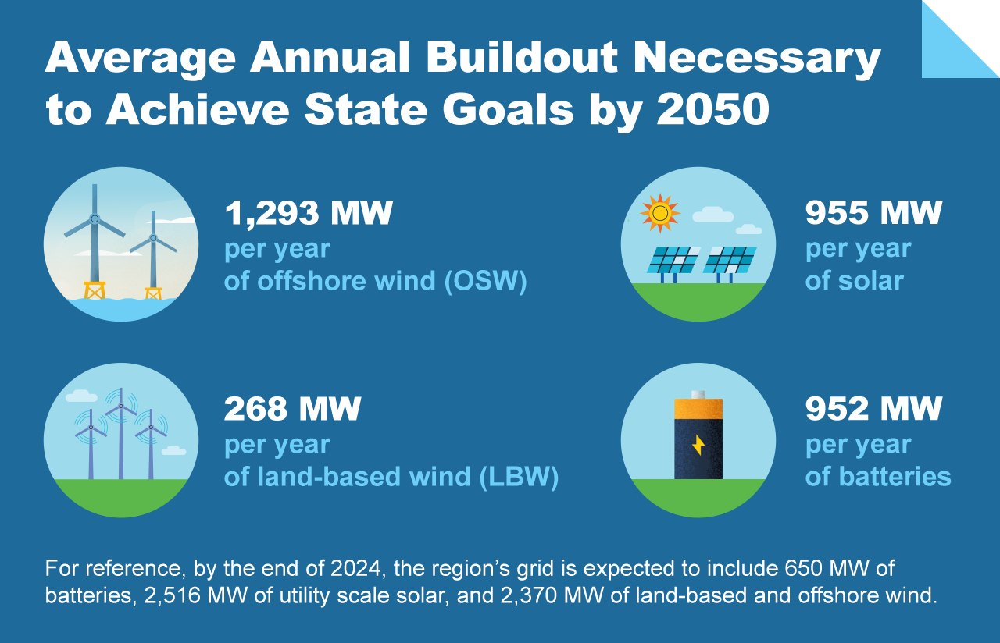 Average Annual Buildout Necessary
to Achieve State Goals by 2050
1,293 MW
per year
of offshore wind (OSW)
955 MW
per year
of solar
268 MW
per year
of land-based wind (LBW)
952 MW
per year
of batteries
For reference, by the end of 2024, the region’s grid is expected to include 650 MW of
batteries, 2,516 MW of utility scale solar, and 2,370 MW of land-based and offshore wind.